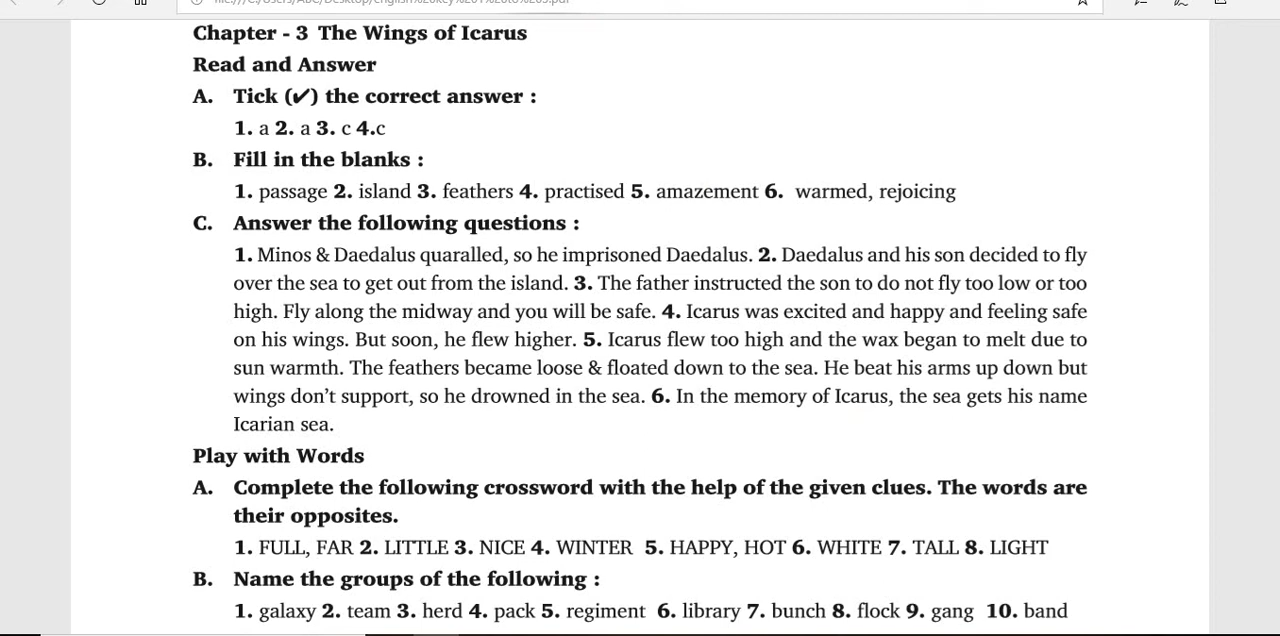 Chapter - 3 The Wings of Icarus
Read and Answer
A. Tick (✔) the correct answer :
1. a 2. a 3. c 4.c
B. Fill in the blanks :
1. passage 2. island 3. feathers 4. practised 5. amazement 6. warmed, rejoicing
C. Answer the following questions :
1. Minos & Daedalus quaralled, so he imprisoned Daedalus. 2. Daedalus and his son decided to fly
over the sea to get out from the island. 3. The father instructed the son to do not fly too low or too
high. Fly along the midway and you will be safe. 4. Icarus was excited and happy and feeling safe
on his wings. But soon, he flew higher. 5. Icarus flew too high and the wax began to melt due to
sun warmth. The feathers became loose & floated down to the sea. He beat his arms up down but
wings don’t support, so he drowned in the sea. 6. In the memory of Icarus, the sea gets his name
Icarian sea.
Play with Words
A. Complete the following crossword with the help of the given clues. The words are
their opposites.
1. FULL, FAR 2. LITTLE 3. NICE 4. WINTER 5. HAPPY, HOT 6. WHITE 7. TALL 8. LIGHT
B. Name the groups of the following :
1. galaxy 2. team 3. herd 4. pack 5. regiment 6. library 7. bunch 8. flock 9. gang 10. band